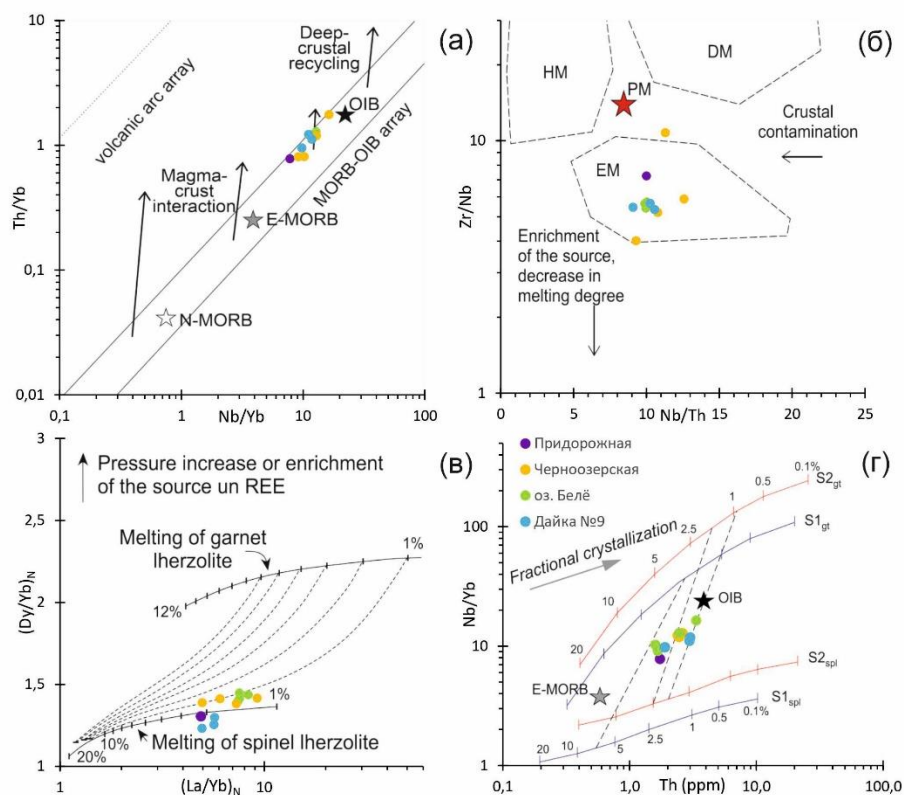 10
1
0,1
0,01
0,1
1
10
100
Th/Yb
Nb/Yb
(а)
volcanic arc array
Deep-
crustal
recycling
OIB
MORB-OIB array
Magma-
crust
interaction
E-MORB
N-MORB
(б)
HM
DM
PM
EM
Crustal
contamination
Enrichment
of the source,
decrease in
melting degree
10
1
0
5
10
15
20
25
Zr/Nb
Nb/Th
(в)
Pressure increase or enrichment
of the source un REE
Melting of garnet
lherzolite
1%
12%
1%
10%
20%
Melting of spinel lherzolite
3
2,5
2
1,5
1
1
10
(Dy/Yb)N
(La/Yb)N
(г)
Придорожная
Черноозерская
оз. Белё
Дайка №9
Fractional crystallization
20
10
5
2.5
1
0.5
0.1%
S2gt
S1gt
OIB
E-MORB
S2spl
S1spl
20
10
5
2.5
1
0.5
0.1%
100
10
1
0,1
1,0
10,0
100,0
Nb/Yb
Th (ppm)